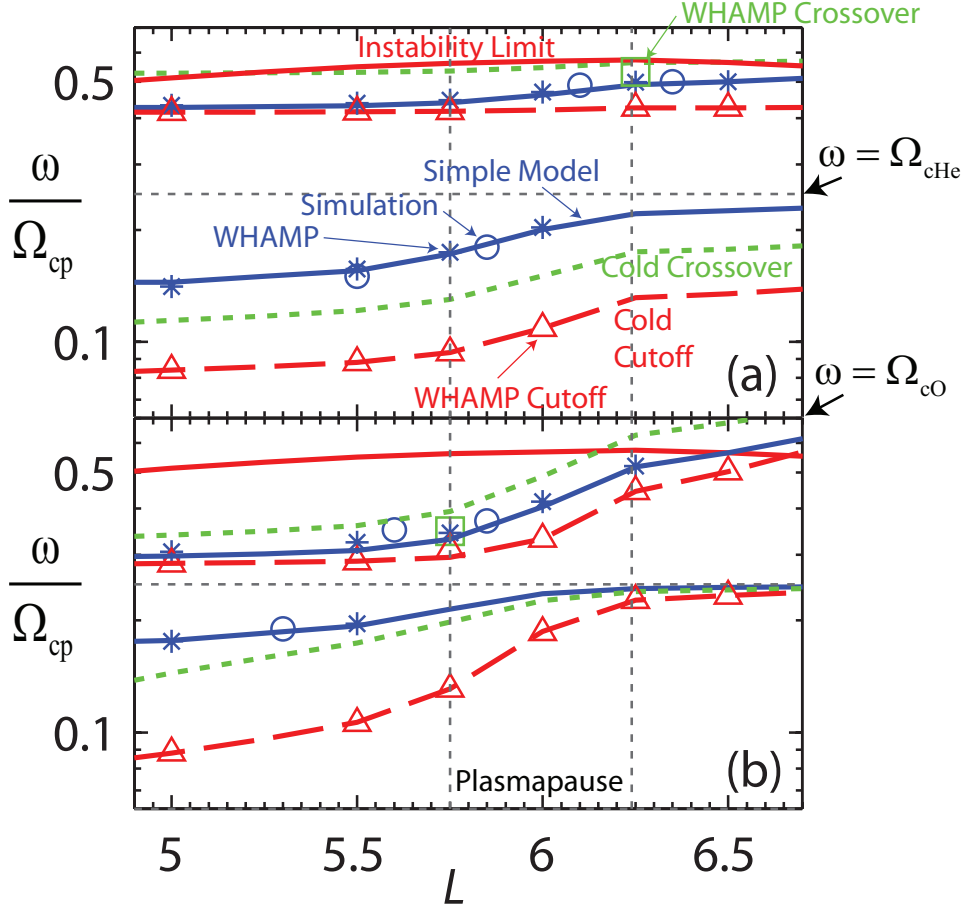 WHAMP Crossover
Instability Limit
0.5
ω = Ω_cHe
ω
Ω_cp
Simple Model
Simulation
WHAMP
Cold Crossover
0.1
Cold
Cutoff
(a)
WHAMP Cutoff
ω = Ω_cO
0.5
ω
Ω_cp
0.1
Plasmapause
(b)
5 5.5 6 6.5
L